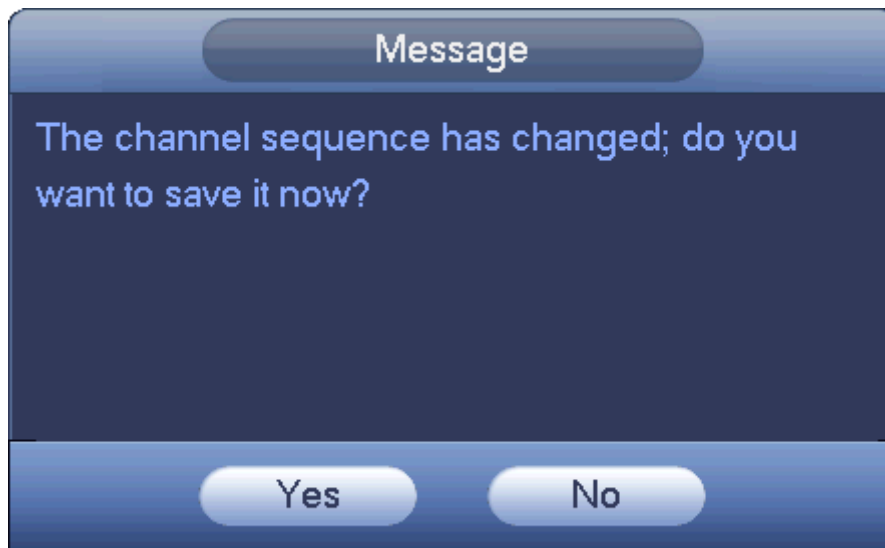 Message
The channel sequence has changed; do you
want to save it now?
Yes No